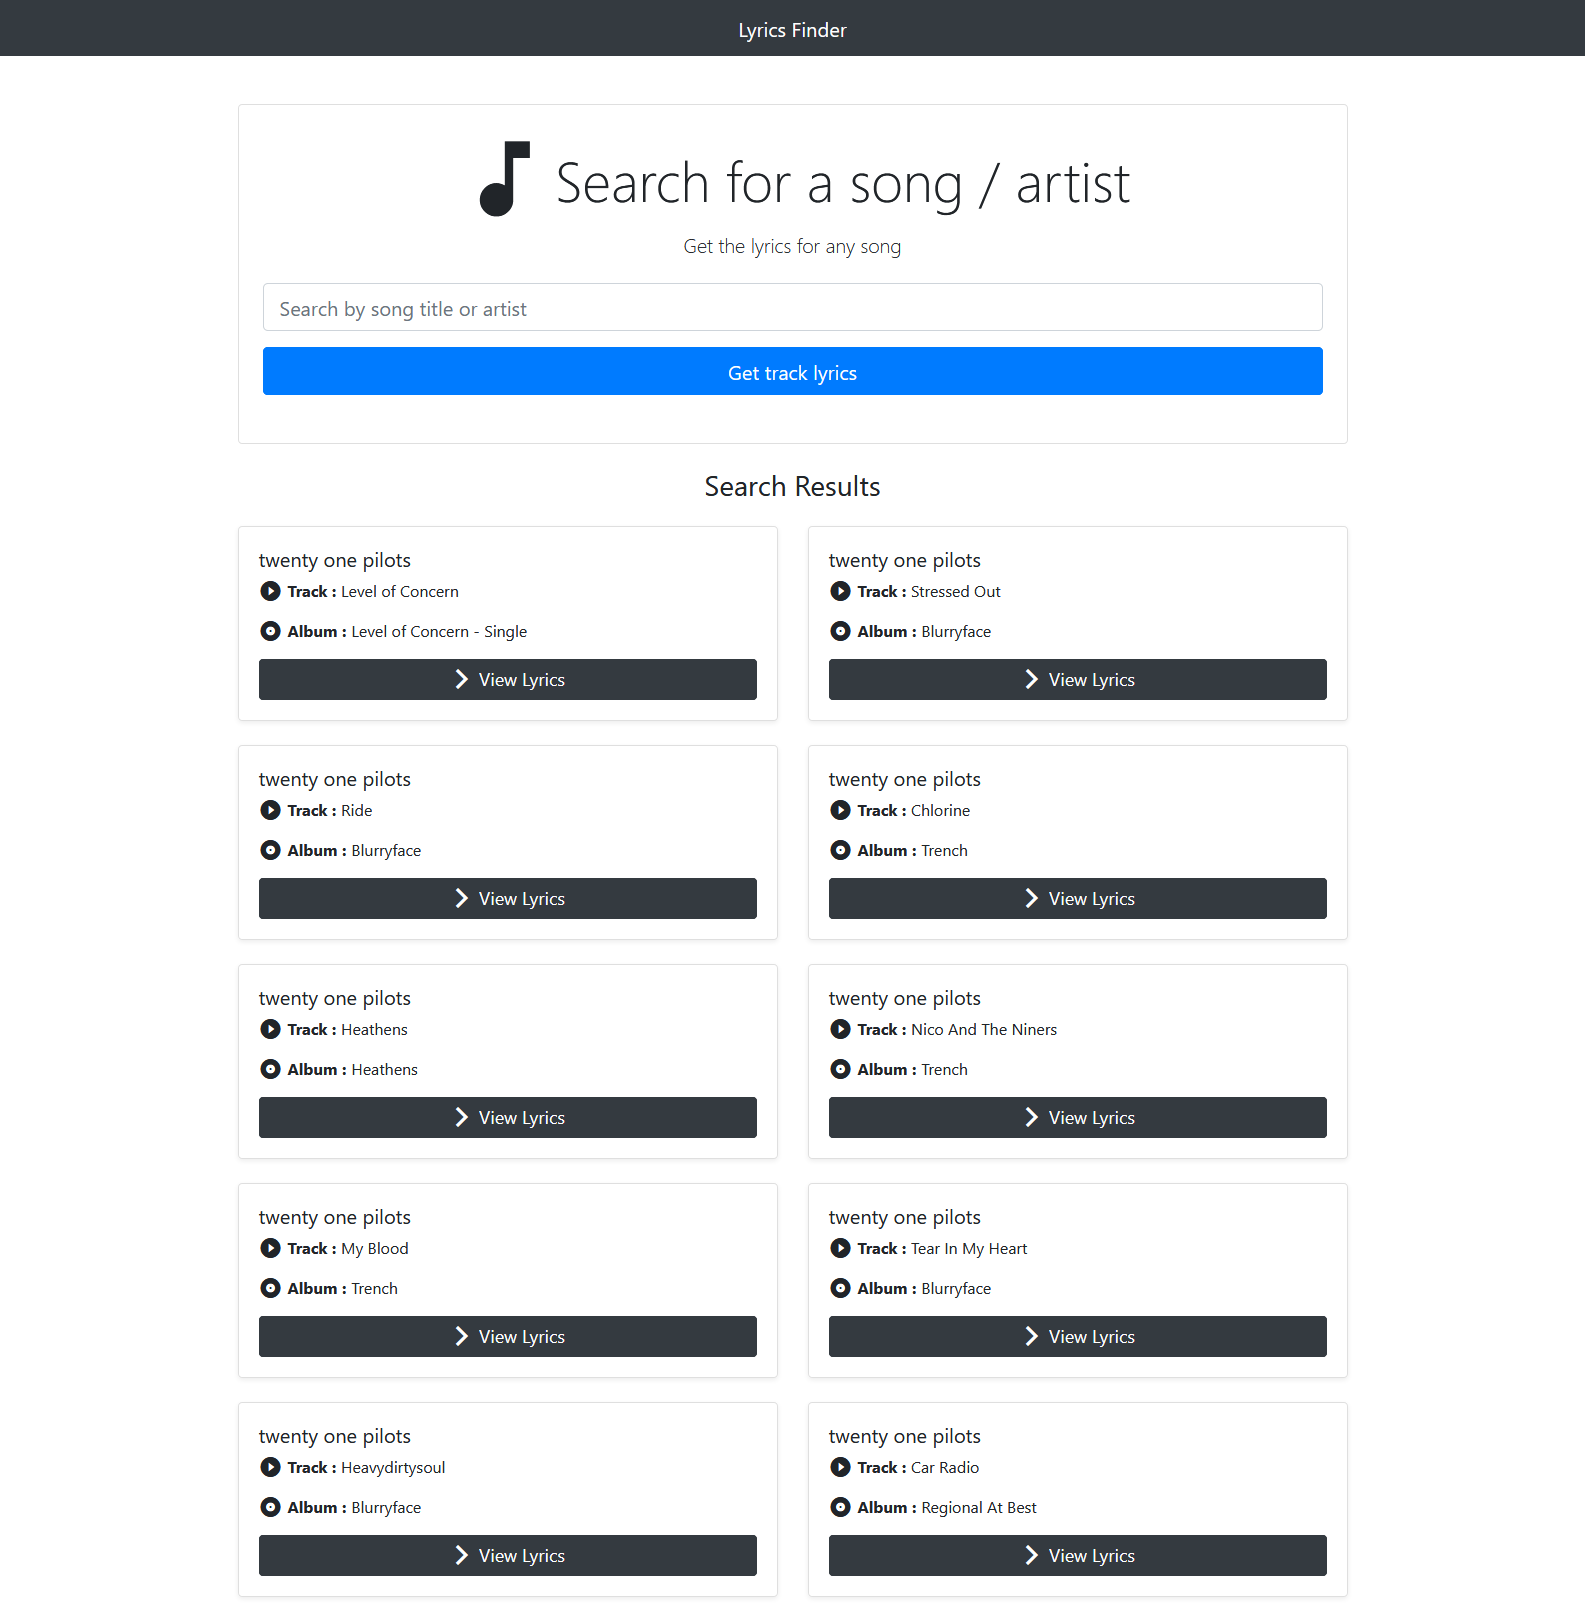 Lyrics Finder
Search for a song / artist
Get the lyrics for any song
Search by song title or artist
Get track lyrics
Search Results
twenty one pilots
Track : Level of Concern
Album : Level of Concern - Single
View Lyrics
twenty one pilots
Track : Stressed Out
Album : Blurryface
View Lyrics
twenty one pilots
Track : Ride
Album : Blurryface
View Lyrics
twenty one pilots
Track : Chlorine
Album : Trench
View Lyrics
twenty one pilots
Track : Heathens
Album : Heathens
View Lyrics
twenty one pilots
Track : Nico And The Niners
Album : Trench
View Lyrics
twenty one pilots
Track : My Blood
Album : Trench
View Lyrics
twenty one pilots
Track : Tear In My Heart
Album : Blurryface
View Lyrics
twenty one pilots
Track : Heavydirtysoul
Album : Blurryface
View Lyrics
twenty one pilots
Track : Car Radio
Album : Regional At Best
View Lyrics